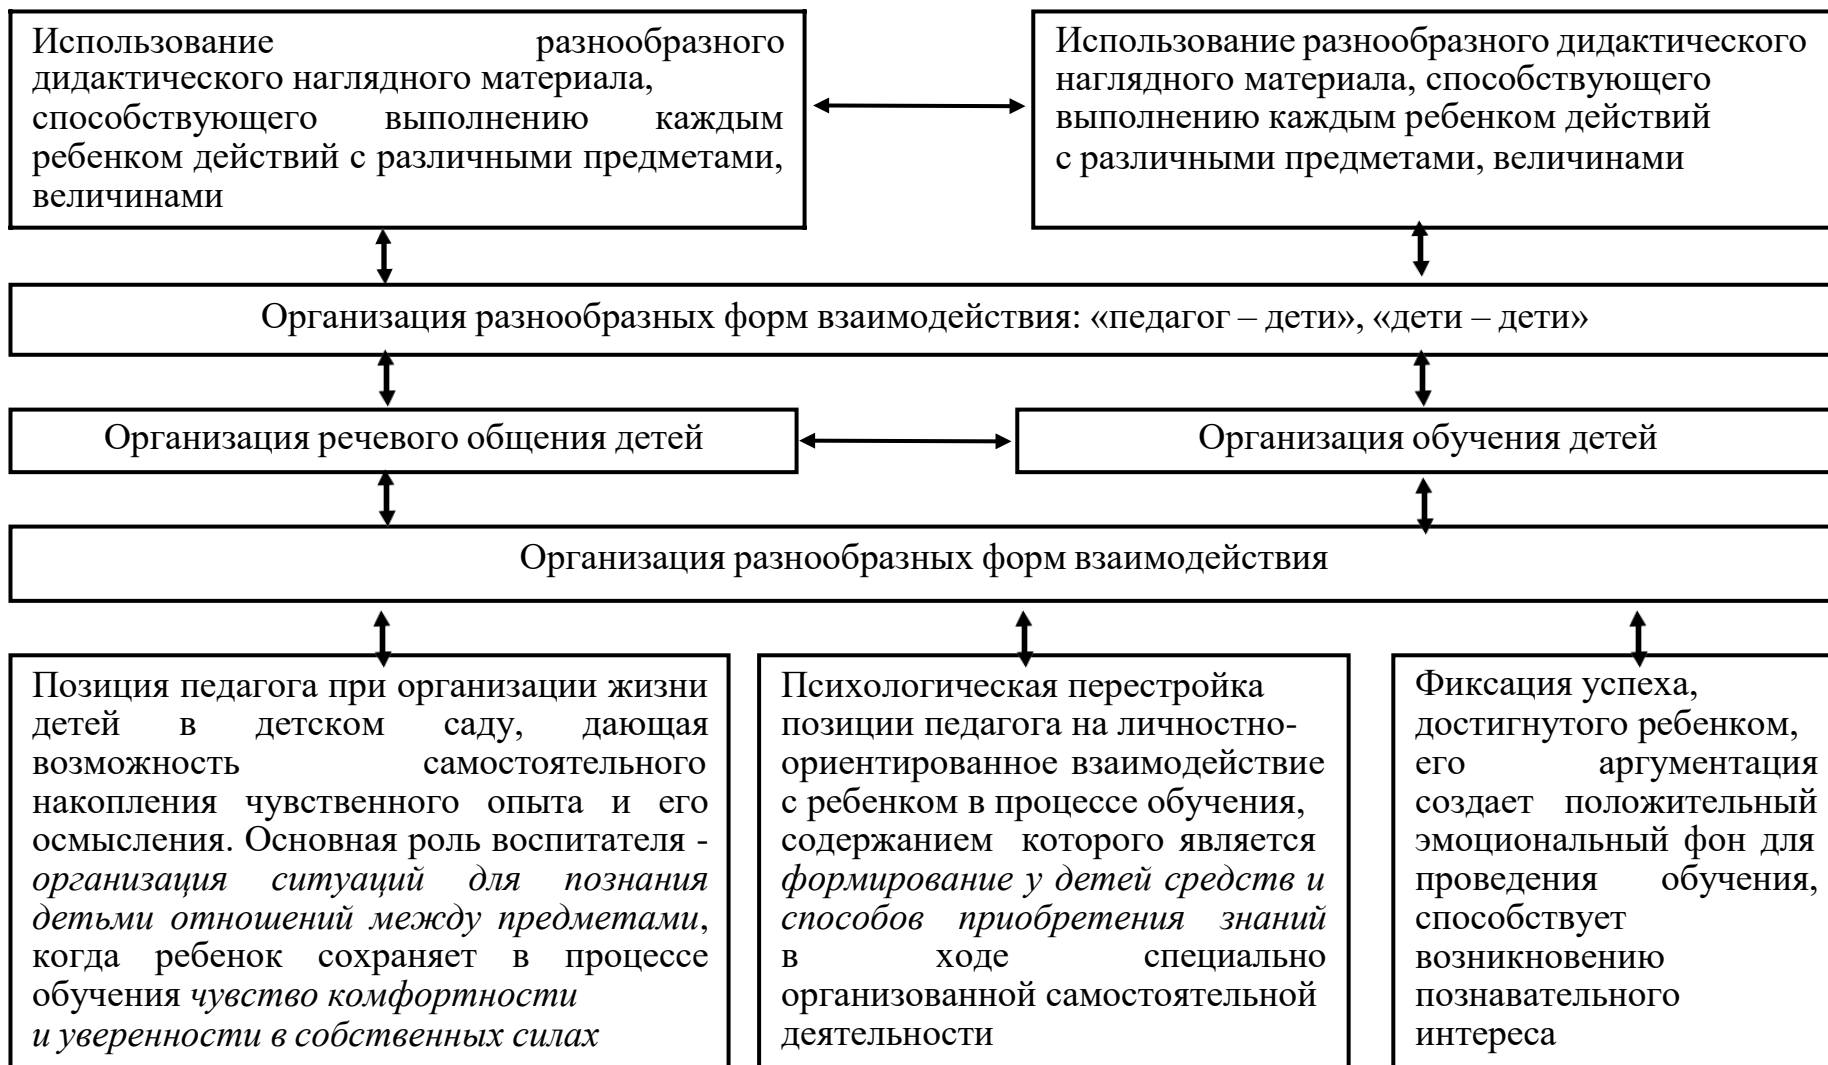 Использование разнообразного
дидактического наглядного материала,
способствующего выполнению каждым
ребенком действий с различными предметами,
величинами
Использование разнообразного дидактического
наглядного материала, способствующего
выполнению каждым ребенком действий
с различными предметами, величинами
Организация разнообразных форм взаимодействия: «педагог – дети», «дети – дети»
Организация речевого общения детей
Организация обучения детей
Организация разнообразных форм взаимодействия
Позиция педагога при организации жизни
детей в детском саду, дающая
возможность самостоятельного
накопления чувственного опыта и его
осмысления. Основная роль воспитателя -
организация ситуаций для познания
детьми отношений между предметами,
когда ребенок сохраняет в процессе
обучения чувство комфортности
и уверенности в собственных силах
Психологическая перестройка
позиции педагога на личностно-
ориентированное взаимодействие
с ребенком в процессе обучения,
содержанием которого является
формирование у детей средств и
способов приобретения знаний
в ходе специально
организованной самостоятельной
деятельности
Фиксация успеха,
достигнутого ребенком,
его аргументация
создает положительный
эмоциональный фон для
проведения обучения,
способствует
возникновению
познавательного
интереса